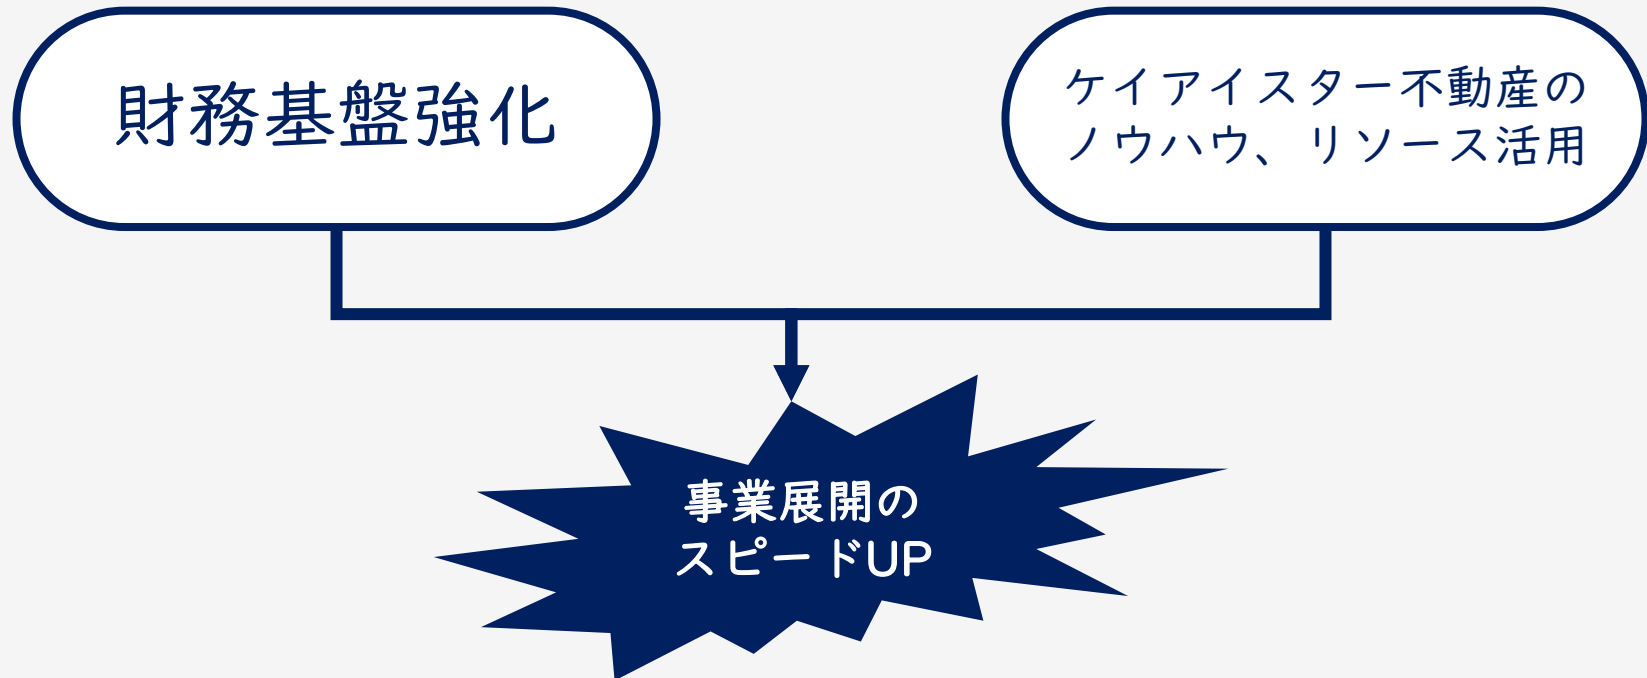 財務基盤強化
ケイアイスター不動産の
ノウハウ、リソース活用
事業展開の
スピードUP